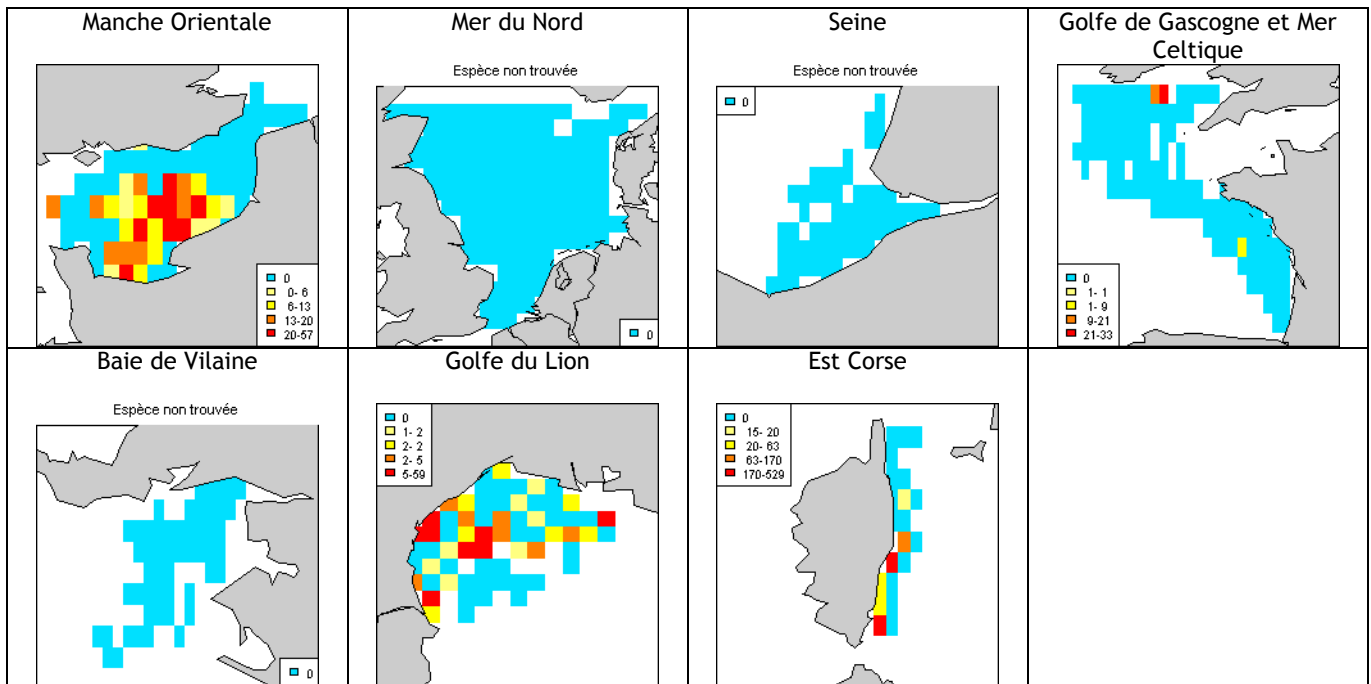 Manche Orientale
0
0- 6
6-13
13-20
20-57
Mer du Nord
Espèce non trouvée
0
Seine
Espèce non trouvée
0
Golfe de Gascogne et Mer
Celtique
0
1- 1
1- 9
9-21
21-33
Baie de Vilaine
Espèce non trouvée
0
Golfe du Lion
0
1- 2
2- 2
2- 5
5-59
Est Corse
0
15- 20
20- 63
63-170
170-529